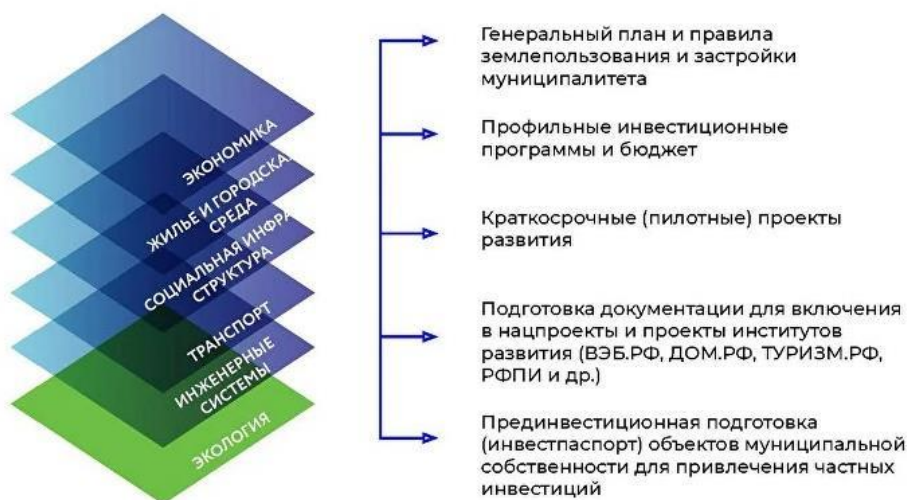 ЭКОНОМИКА
ЖИЛЬЕ И ГОРОДСКА
СРЕДА
СОЦИАЛЬНАЯ ИНФРА
СТРУКТУРА
ТРАНСПОРТ
ИНЖЕНЕРНЫЕ
СИСТЕМЫ
ЭКОЛОГИЯ
Генеральный план и правила
землепользования и застройки
муниципалитета
Профильные инвестиционные
программы и бюджет
Краткосрочные (пилотные) проекты
развития
Подготовка документации для включения
в нацпроекты и проекты институтов
развития (ВЭБ.РФ, ДОМ.РФ, ТУРИЗМ.РФ,
РФПИ и др.)
Прединвестиционная подготовка
(инвестпаспорт) объектов муниципальной
собственности для привлечения частных
инвестиций